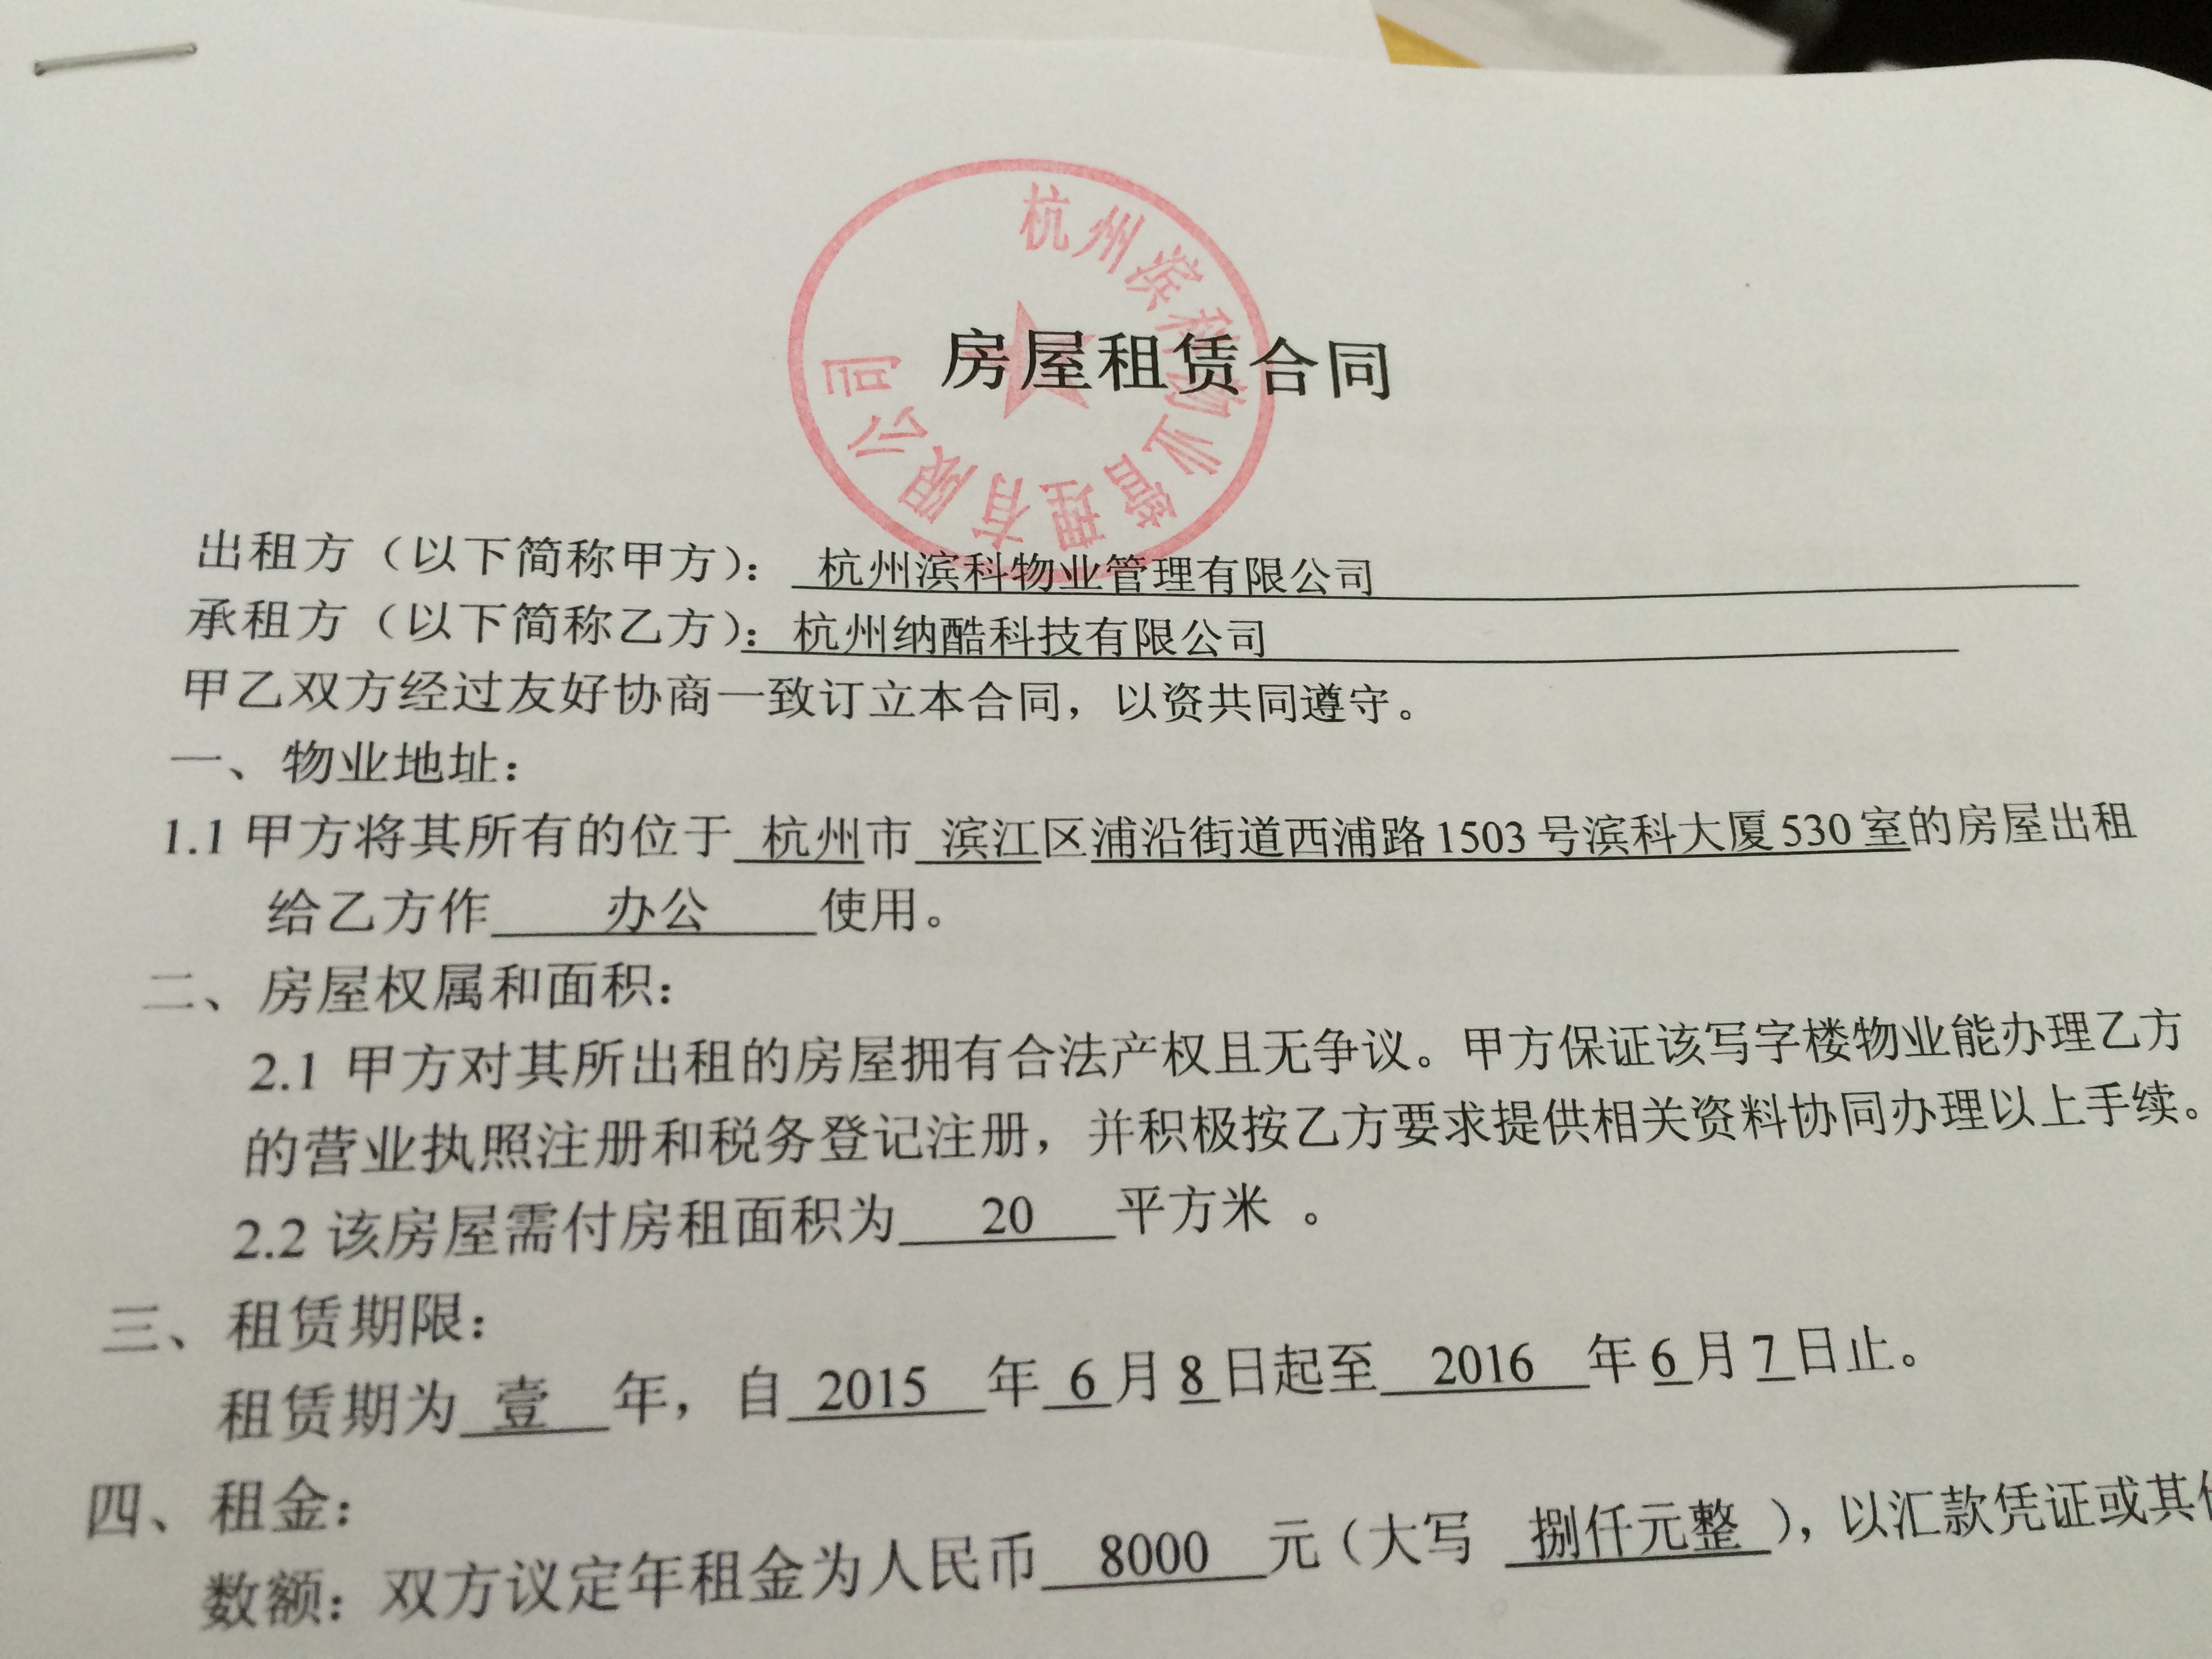 杭州滨科物业管理有限公司
房屋租赁合同
出租方（以下简称甲方）： 杭州滨科物业管理有限公司
承租方（以下简称乙方）：杭州纳酷科技有限公司
甲乙双方经过友好协商一致订立本合同，以资共同遵守。
一、物业地址：
1.1 甲方将其所有的位于 杭州市 滨江区浦沿街道西浦路 1503 号滨科大厦 530 室的房屋出租
给乙方作 办公 使用。
二、房屋权属和面积：
2.1 甲方对其所出租的房屋拥有合法产权且无争议。甲方保证该写字楼物业能办理乙方
的营业执照注册和税务登记注册，并积极按乙方要求提供相关资料协同办理以上手续。
2.2 该房屋需付房租面积为 20 平方米 。
三、租赁期限：
租赁期为 壹 年，自 2015 年 6 月 8 日起至 2016 年 6 月 7 日止。
四、租金：
数额：双方议定年租金为人民币 8000 元（大写 捌仟元整 ），以汇款凭证或其